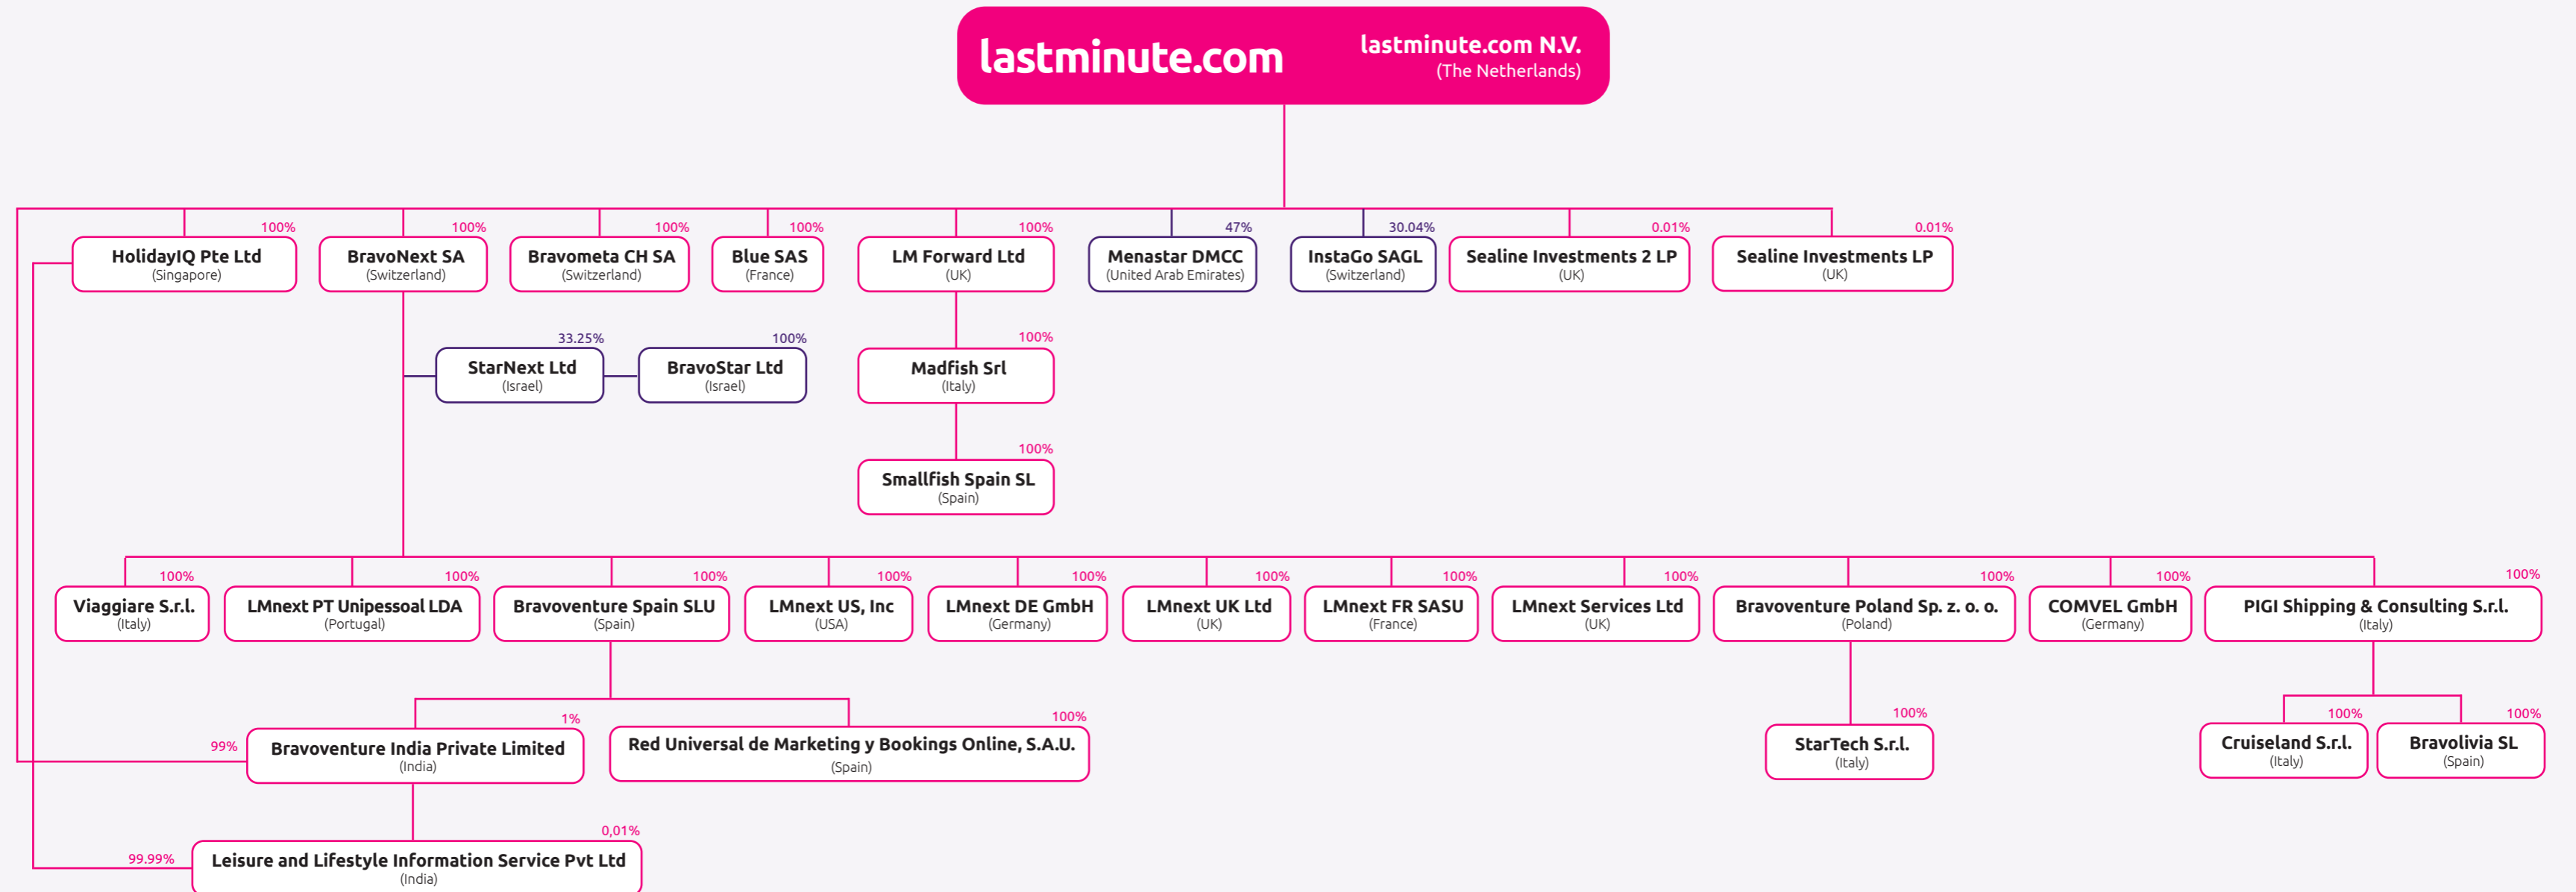 lastminute.com
lastminute.com N.V.
(The Netherlands)
100%
HolidayIQ Pte Ltd
(Singapore)
100%
BravoNext SA
(Switzerland)
100%
Bravometa CH SA
(Switzerland)
100%
Blue SAS
(France)
100%
LM Forward Ltd
(UK)
47%
Menastar DMCC
(United Arab Emirates)
30.04%
InstaGo SAGL
(Switzerland)
0.01%
Sealine Investments 2 LP
(UK)
0.01%
Sealine Investments LP
(UK)
33.25%
StarNext Ltd
(Israel)
100%
BravoStar Ltd
(Israel)
100%
Madfish Srl
(Italy)
100%
Smallfish Spain SL
(Spain)
100%
Viaggiare S.r.l.
(Italy)
100%
LMnext PT Unipessoal LDA
(Portugal)
100%
Bravoventure Spain SLU
(Spain)
100%
LMnext US, Inc
(USA)
100%
LMnext DE GmbH
(Germany)
100%
LMnext UK Ltd
(UK)
100%
LMnext FR SASU
(France)
100%
LMnext Services Ltd
(UK)
100%
Bravoventure Poland Sp. z. o. o.
(Poland)
100%
COMVEL GmbH
(Germany)
100%
PIGI Shipping & Consulting S.r.l.
(Italy)
1%
99%
Bravoventure India Private Limited
(India)
100%
Red Universal de Marketing y Bookings Online, S.A.U.
(Spain)
100%
StarTech S.r.l.
(Italy)
100%
Cruiseland S.r.l.
(Italy)
100%
Bravolivia SL
(Spain)
0,01%
99.99%
Leisure and Lifestyle Information Service Pvt Ltd
(India)